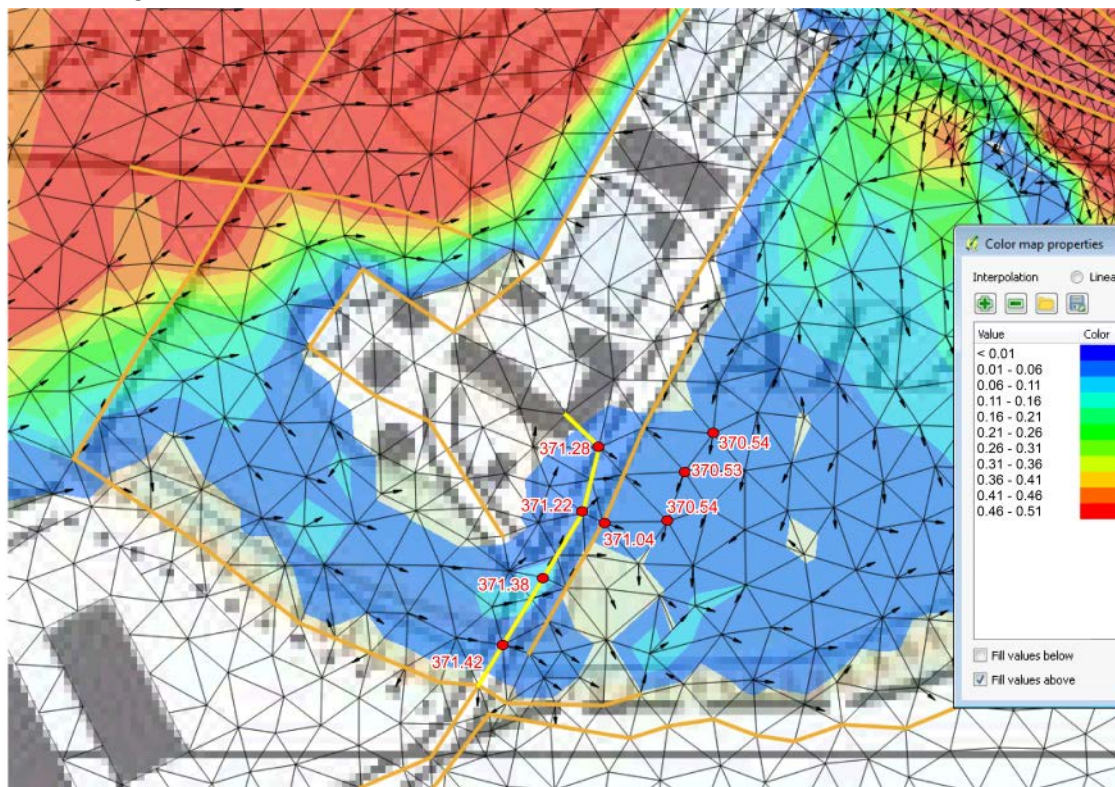 Color map properties
Interpolation Linea
Value Color
< 0.01
0.01 - 0.06
0.06 - 0.11
0.11 - 0.16
0.16 - 0.21
0.21 - 0.26
0.26 - 0.31
0.31 - 0.36
0.36 - 0.41
0.41 - 0.46
0.46 - 0.51
Fill values below
Fill values above
370.54
371.28
370.53
371.22
370.54
371.04
371.38
371.42